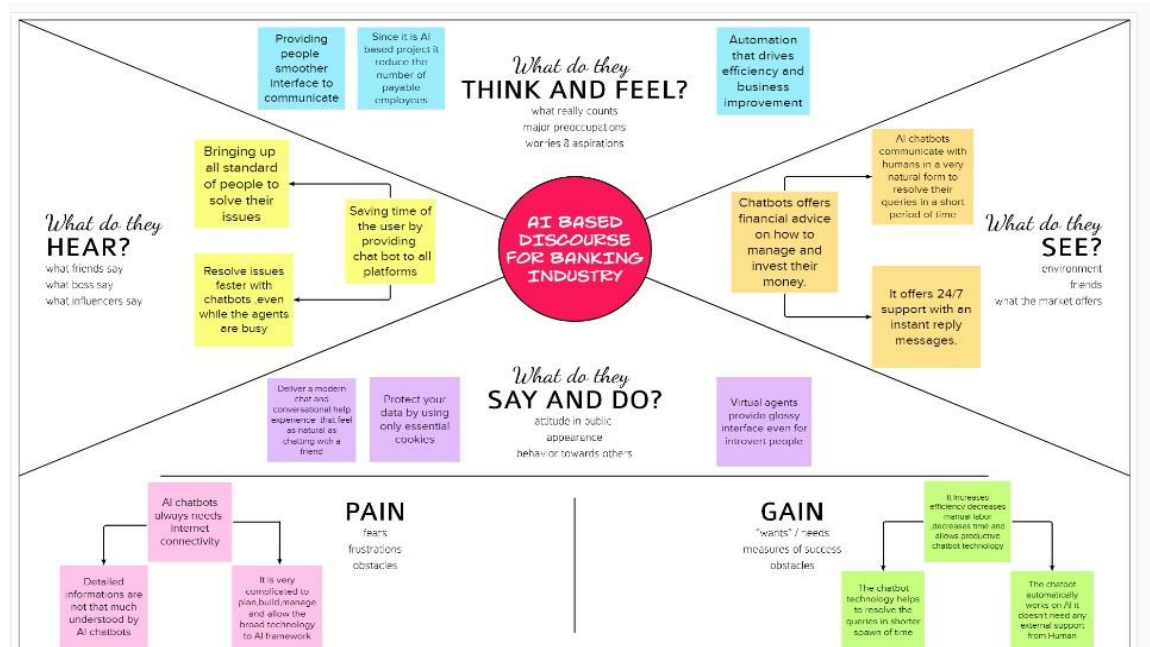 Providing
people
smoother
interface to
communicate
Since it is AI
based project it
reduce the
number of
payable
employees
What do they
THINK AND FEEL?
what really counts
major preoccupations
worries & aspirations
Automation
that drives
efficiency and
business
improvement
What do they
HEAR?
what friends say
what boss say
what influencers say
Bringing up
all standard
of people to
solve their
issues
Saving time of
the user by
providing
chat bot to all
platforms
Resolve issues
faster with
chatbots ,even
while the agents
are busy
AI BASED
DISCOURSE
FOR BANKING
INDUSTRY
Chatbots offers
financial advice
on how to
manage and
invest their
money.
AI chatbots
communicate with
humans in a very
natural form to
resolve their
queries in a short
period of time
It offers 24/7
support with an
instant reply
messages.
What do they
SEE?
environment
friends
what the market offers
Deliver a modern
chat and
conversational help
experience that feel
as natural as
chatting with a
friend
Protect your
data by using
only essential
cookies
What do they
SAY AND DO?
attitude in public
appearance
behavior towards others
Virtual agents
provide glossy
interface even for
introvert people
AI chatbots
always needs
internet
connectivity
Detailed
informations are
not that much
understood by
AI chatbots
It is very
complicated to
plan,build,manage
and allow the
broad technology
to AI framework
PAIN
fears
frustrations
obstacles
GAIN
"wants" / needs
measures of success
obstacles
It Increases
efficiency decreases
manual labor
,decreases time and
allows productive
chatbot technology
The chatbot
technology helps
to resolve the
queries in shorter
spawn of time
The chatbot
automatically
works on AI it
doesn't need any
external support
from Human